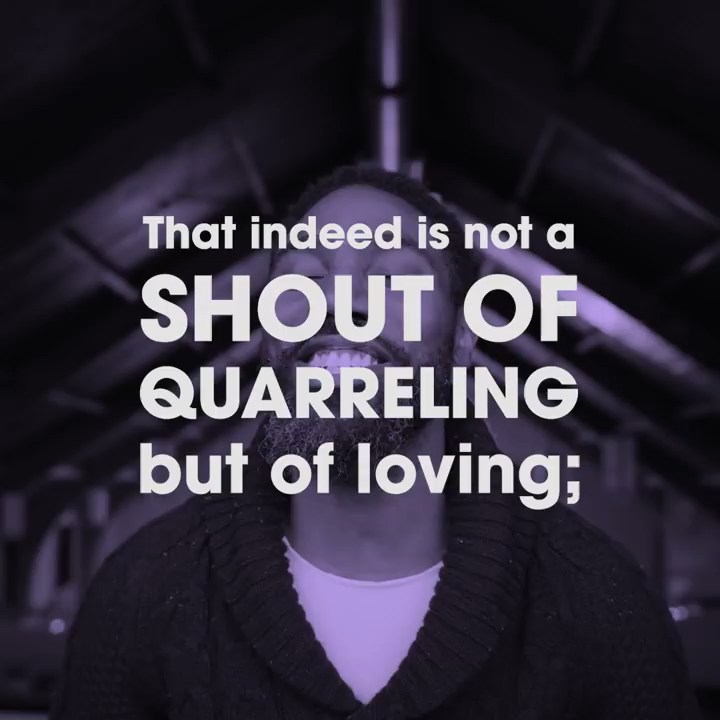 That indeed is not a
SHOUT OF
QUARRELING
but of loving;